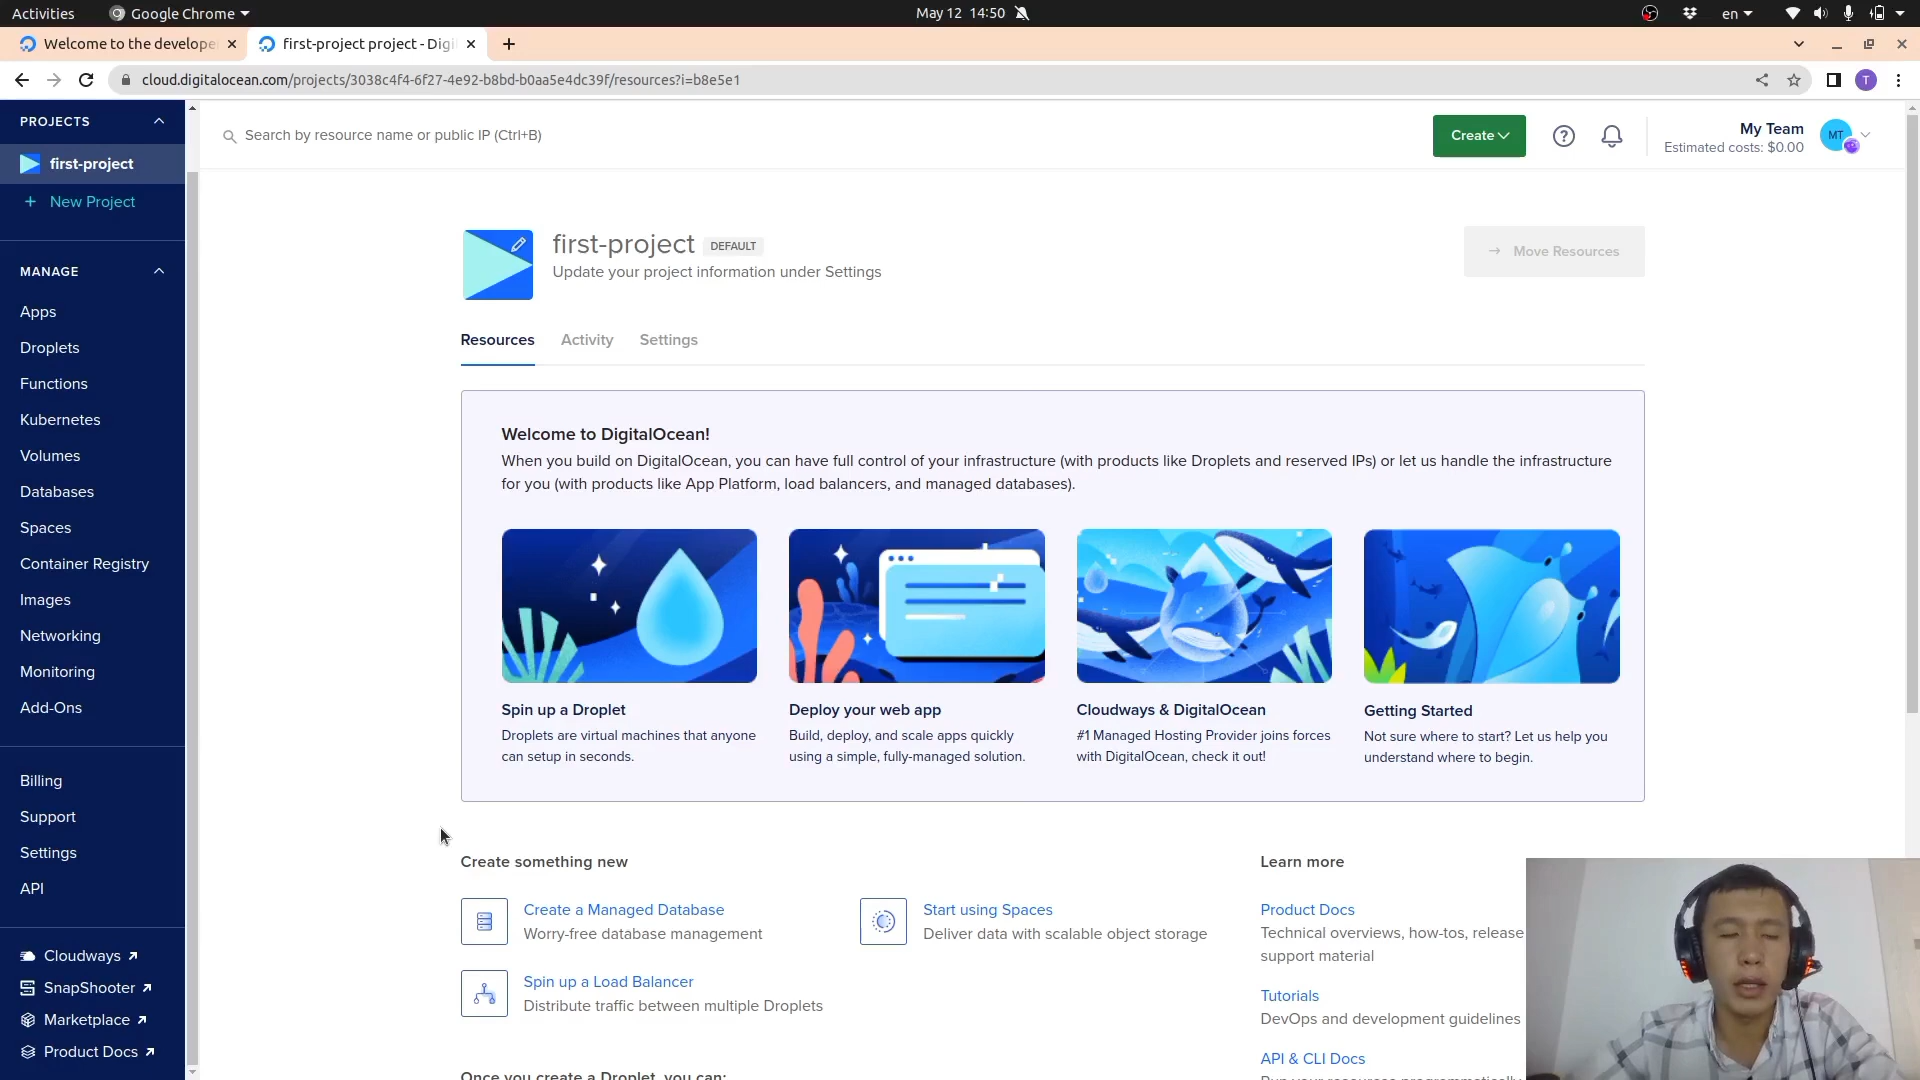 Activities
Google Chrome
May 12 14:50
en
Welcome to the develope
first-project project - Digi
cloud.digitalocean.com/projects/3038c4f4-6f27-4e92-b8bd-b0aa5e4dc39f/resources?i=b8e5e1
T
PROJECTS
first-project
+ New Project
MANAGE
Apps
Droplets
Functions
Kubernetes
Volumes
Databases
Spaces
Container Registry
Images
Networking
Monitoring
Add-Ons
Billing
Support
Settings
API
Cloudways
SnapShooter
Marketplace
Product Docs
Search by resource name or public IP (Ctrl+B)
Create
My Team
Estimated costs: $0.00
MT
first-project DEFAULT
Update your project information under Settings
Move Resources
Resources Activity Settings
Welcome to DigitalOcean!
When you build on DigitalOcean, you can have full control of your infrastructure (with products like Droplets and reserved IPs) or let us handle the infrastructure
for you (with products like App Platform, load balancers, and managed databases).
Spin up a Droplet
Droplets are virtual machines that anyone
can setup in seconds.
Deploy your web app
Build, deploy, and scale apps quickly
using a simple, fully-managed solution.
Cloudways & DigitalOcean
#1 Managed Hosting Provider joins forces
with DigitalOcean, check it out!
Getting Started
Not sure where to start? Let us help you
understand where to begin.
Create something new
Create a Managed Database
Worry-free database management
Start using Spaces
Deliver data with scalable object storage
Spin up a Load Balancer
Distribute traffic between multiple Droplets
Once you create a Droplet, you can:
Learn more
Product Docs
Technical overviews, how-tos, release
support material
Tutorials
DevOps and development guidelines
API & CLI Docs
Run your resources programmatically